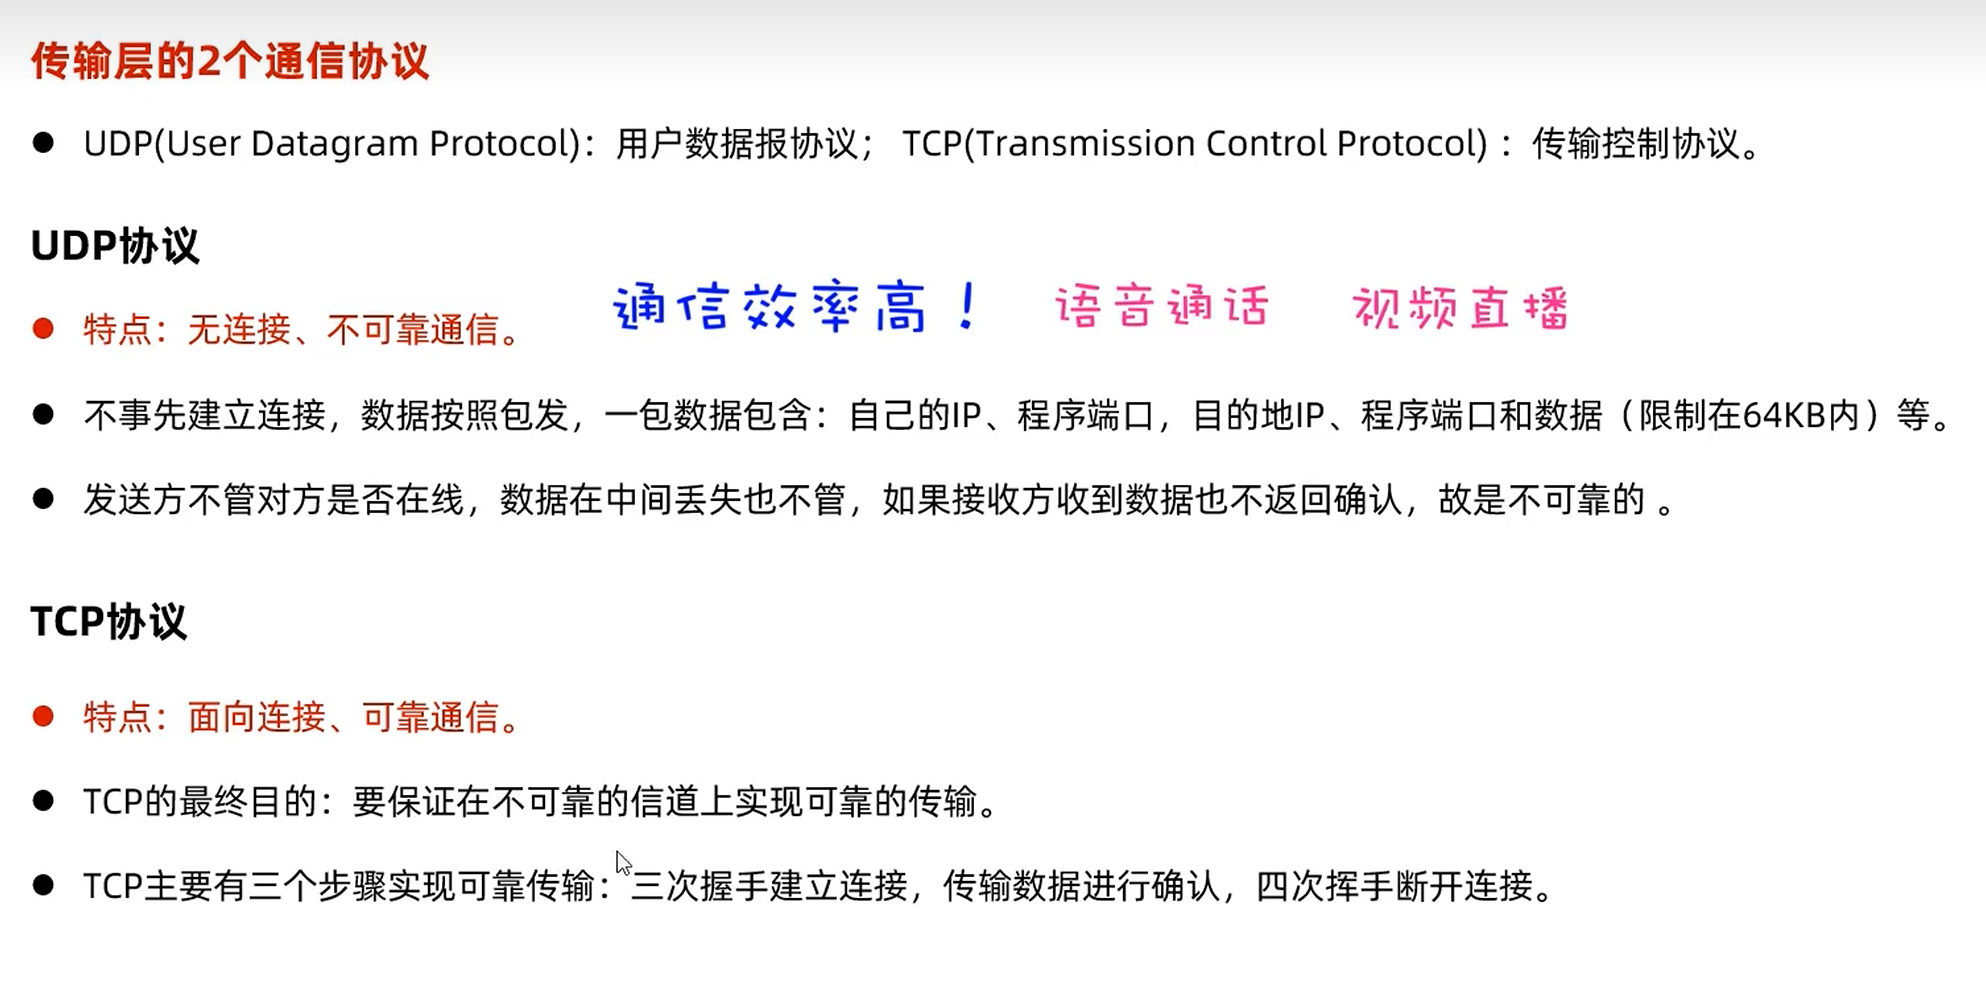 传输层的2个通信协议
UDP(User Datagram Protocol)：用户数据报协议； TCP(Transmission Control Protocol) ：传输控制协议。
UDP协议
通信效率高！ 语音通话 视频直播
特点：无连接、不可靠通信。
不事先建立连接，数据按照包发，一包数据包含：自己的IP、程序端口，目的地IP、程序端口和数据（限制在64KB内）等。
发送方不管对方是否在线，数据在中间丢失也不管，如果接收方收到数据也不返回确认，故是不可靠的 。
TCP协议
特点：面向连接、可靠通信。
TCP的最终目的：要保证在不可靠的信道上实现可靠的传输。
TCP主要有三个步骤实现可靠传输：三次握手建立连接，传输数据进行确认，四次挥手断开连接。